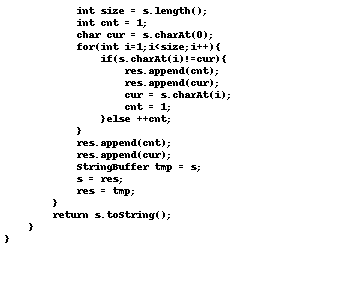 int size = s.length();
int cnt = 1;
char cur = s.charAt(0);
for(int i=1;i<size;i++){
if(s.charAt(i)!=cur){
res.append(cnt);
res.append(cur);
cur = s.charAt(i);
cnt = 1;
}else ++cnt;
}
res.append(cnt);
res.append(cur);
StringBuffer tmp = s;
s = res;
res = tmp;
}
return s.toString();
}
}